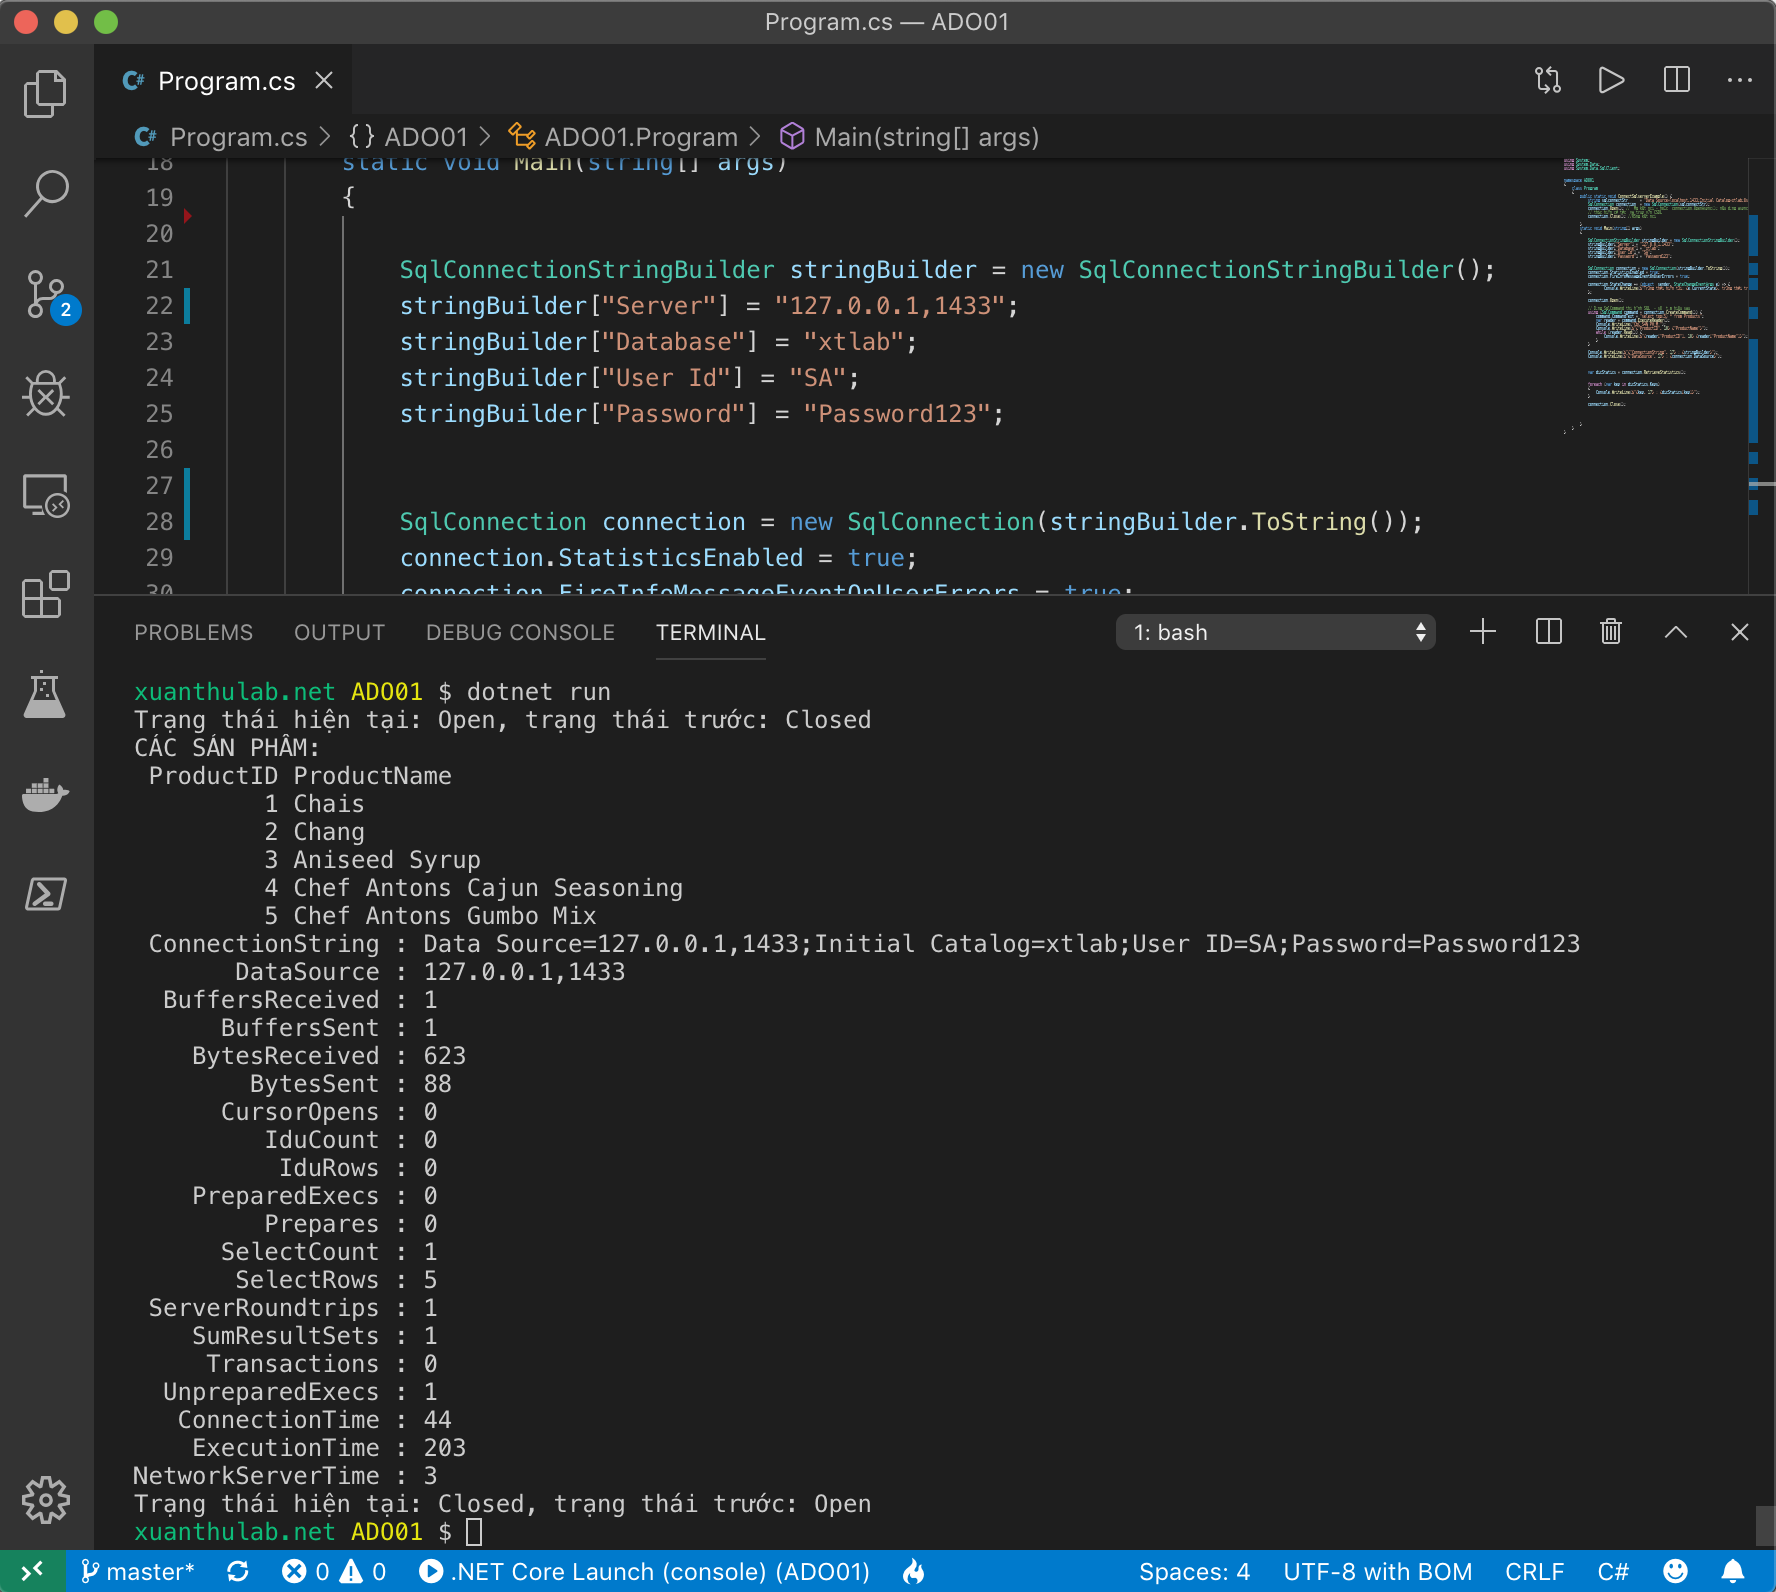 Program.cs — ADO01
Program.cs
Program.cs > {} ADO01 > ADO01.Program > Main(string[] args)
18 static void Main(string[] args)
19 {
20
21 SqlConnectionStringBuilder stringBuilder = new SqlConnectionStringBuilder();
22 stringBuilder["Server"] = "127.0.0.1,1433";
23 stringBuilder["Database"] = "xtlab";
24 stringBuilder["User Id"] = "SA";
25 stringBuilder["Password"] = "Password123";
26
27
28 SqlConnection connection = new SqlConnection(stringBuilder.ToString());
29 connection.StatisticsEnabled = true;
30 connection.FireInfoMessageEventOnUserErrors = true;
2
PROBLEMS OUTPUT DEBUG CONSOLE TERMINAL 1: bash
xuanthulab.net ADO01 $ dotnet run
Trạng thái hiện tại: Open, trạng thái trước: Closed
CÁC SẢN PHẨM:
ProductID ProductName
1 Chais
2 Chang
3 Aniseed Syrup
4 Chef Antons Cajun Seasoning
5 Chef Antons Gumbo Mix
ConnectionString : Data Source=127.0.0.1,1433;Initial Catalog=xtlab;User ID=SA;Password=Password123
DataSource : 127.0.0.1,1433
BuffersReceived : 1
BuffersSent : 1
BytesReceived : 623
BytesSent : 88
CursorOpens : 0
IduCount : 0
IduRows : 0
PreparedExecs : 0
Prepares : 0
SelectCount : 1
SelectRows : 5
ServerRoundtrips : 1
SumResultSets : 1
Transactions : 0
UnpreparedExecs : 1
ConnectionTime : 44
ExecutionTime : 203
NetworkServerTime : 3
Trạng thái hiện tại: Closed, trạng thái trước: Open
xuanthulab.net ADO01 $
master* 0 0 .NET Core Launch (console) (ADO01) Spaces: 4 UTF-8 with BOM CRLF C#